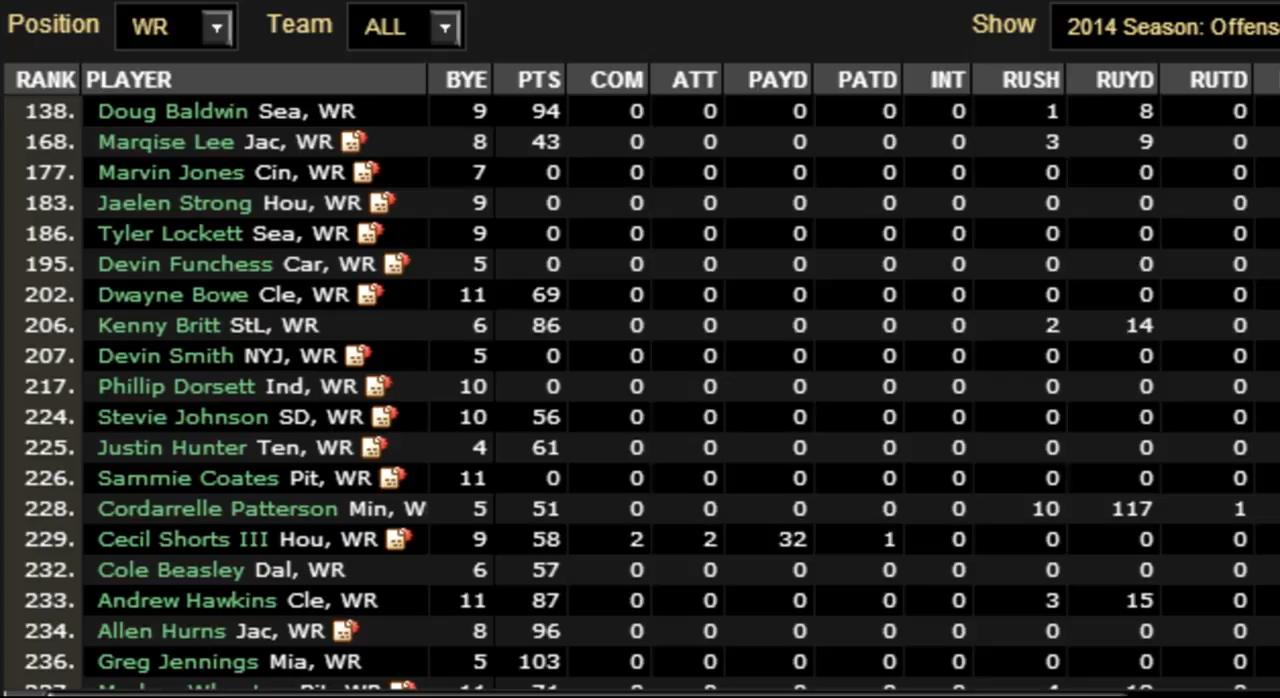 Position WR Team ALL Show 2014 Season: Offens
RANK PLAYER BYE PTS COM ATT PAYD PATD INT RUSH RUYD RUTD
138. Doug Baldwin Sea, WR 9 94 0 0 0 0 0 1 8 0
168. Marqise Lee Jac, WR 8 43 0 0 0 0 0 3 9 0
177. Marvin Jones Cin, WR 7 0 0 0 0 0 0 0 0 0
183. Jaelen Strong Hou, WR 9 0 0 0 0 0 0 0 0 0
186. Tyler Lockett Sea, WR 9 0 0 0 0 0 0 0 0 0
195. Devin Funchess Car, WR 5 0 0 0 0 0 0 0 0 0
202. Dwayne Bowe Cle, WR 11 69 0 0 0 0 0 0 0 0
206. Kenny Britt StL, WR 6 86 0 0 0 0 0 2 14 0
207. Devin Smith NYJ, WR 5 0 0 0 0 0 0 0 0 0
217. Phillip Dorsett Ind, WR 10 0 0 0 0 0 0 0 0 0
224. Stevie Johnson SD, WR 10 56 0 0 0 0 0 0 0 0
225. Justin Hunter Ten, WR 4 61 0 0 0 0 0 0 0 0
226. Sammie Coates Pit, WR 11 0 0 0 0 0 0 0 0 0
228. Cordarrelle Patterson Min, W 5 51 0 0 0 0 0 10 117 1
229. Cecil Shorts III Hou, WR 9 58 2 2 32 1 0 0 0 0
232. Cole Beasley Dal, WR 6 57 0 0 0 0 0 0 0 0
233. Andrew Hawkins Cle, WR 11 87 0 0 0 0 0 3 15 0
234. Allen Hurns Jac, WR 8 96 0 0 0 0 0 0 0 0
236. Greg Jennings Mia, WR 5 103 0 0 0 0 0 0 0 0